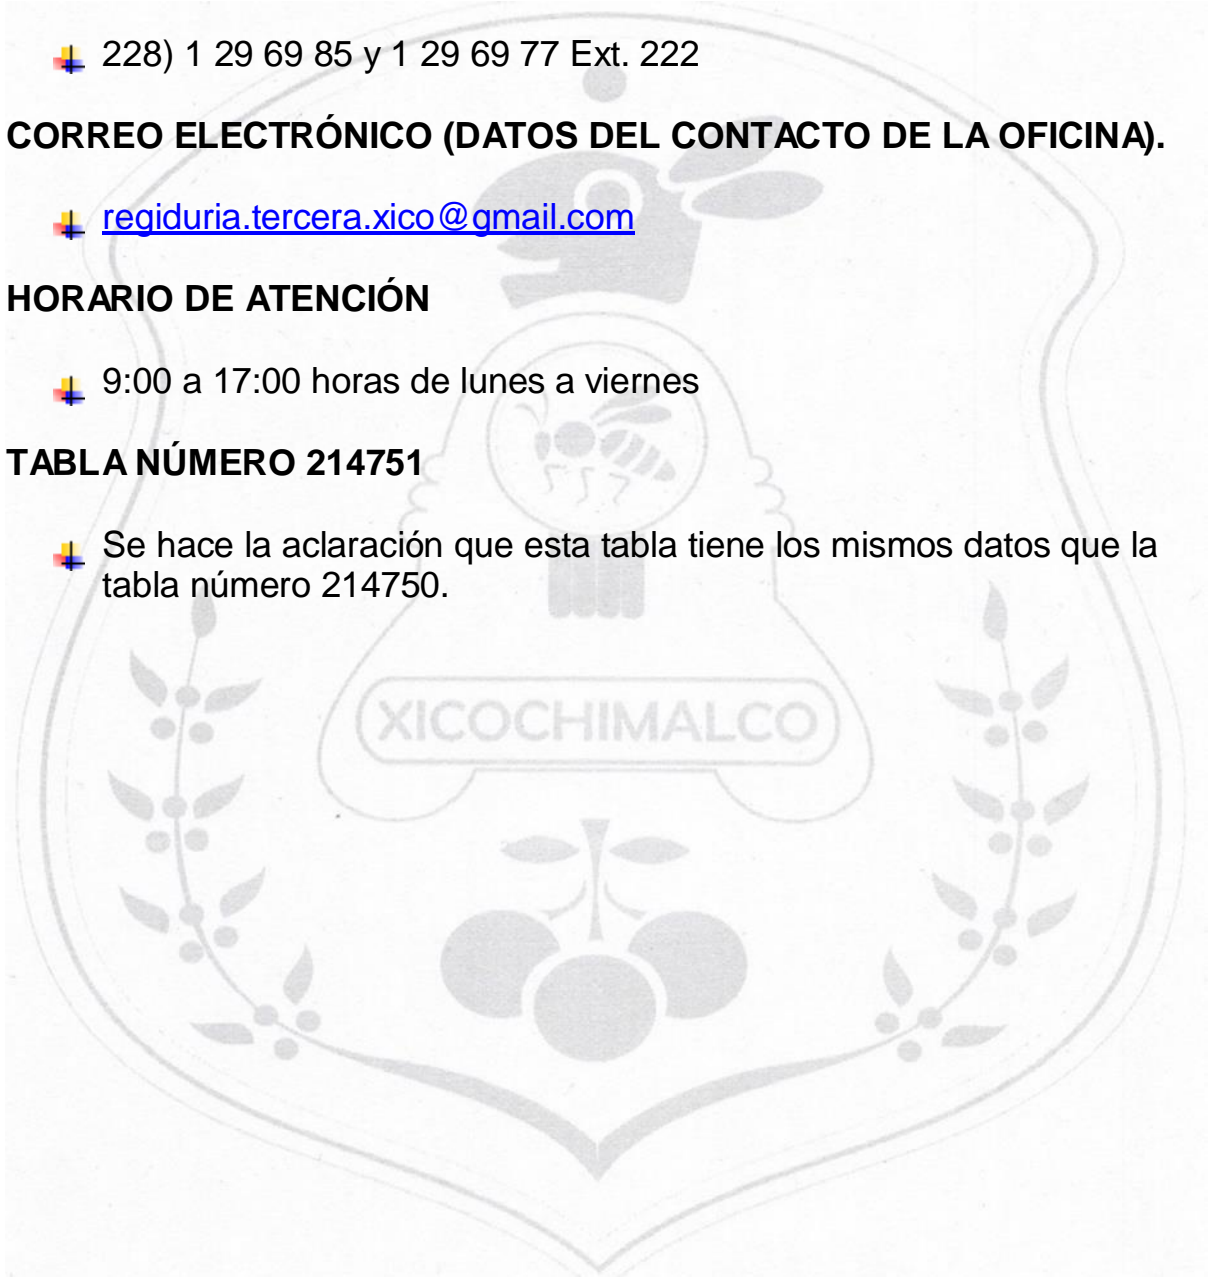 228) 1 29 69 85 y 1 29 69 77 Ext. 222
CORREO ELECTRÓNICO (DATOS DEL CONTACTO DE LA OFICINA).
regiduria.tercera.xico@gmail.com
HORARIO DE ATENCIÓN
9:00 a 17:00 horas de lunes a viernes
TABLA NÚMERO 214751
Se hace la aclaración que esta tabla tiene los mismos datos que la
tabla número 214750.
XICOCHIMALCO